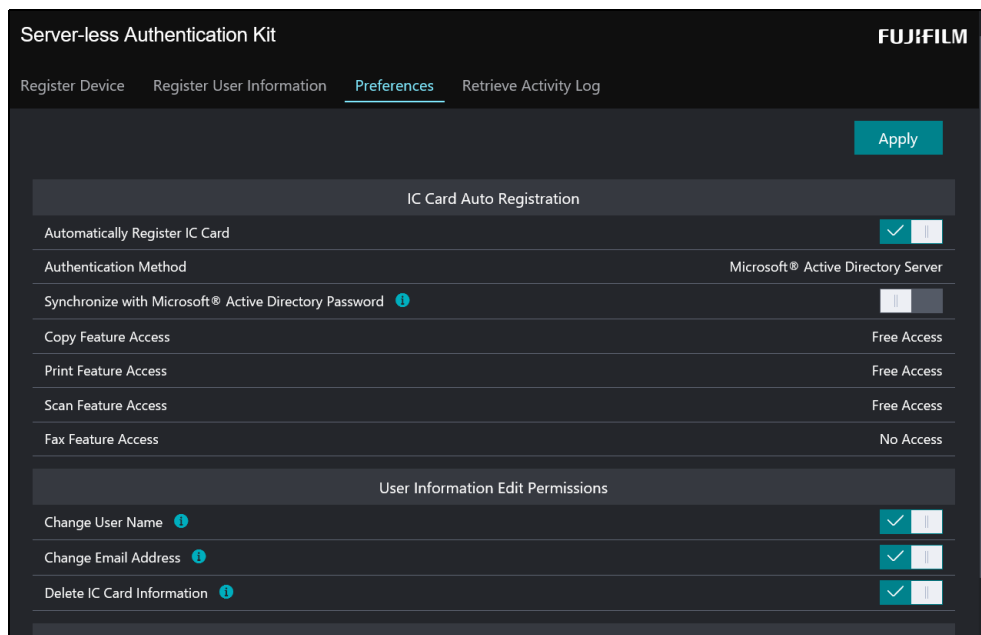 Server-less Authentication Kit
FUJIFILM
Register Device Register User Information Preferences Retrieve Activity Log
Apply
IC Card Auto Registration
Automatically Register IC Card
Authentication Method Microsoft® Active Directory Server
Synchronize with Microsoft® Active Directory Password
Copy Feature Access Free Access
Print Feature Access Free Access
Scan Feature Access Free Access
Fax Feature Access No Access
User Information Edit Permissions
Change User Name
Change Email Address
Delete IC Card Information